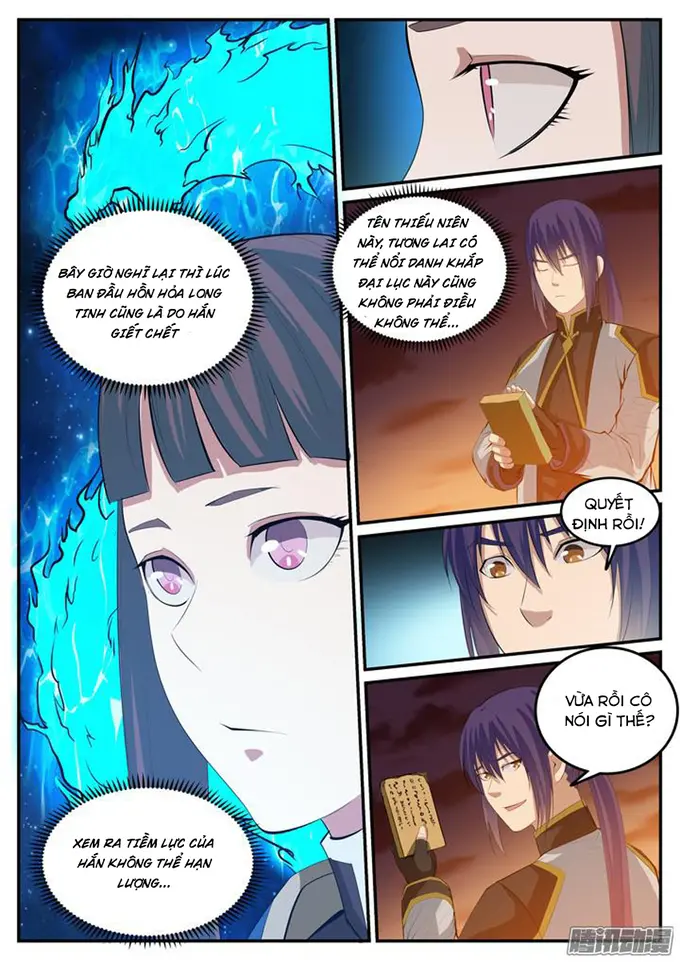 BÂY GIỜ NGHĨ LẠI THÌ LÚC
BAN ĐẦU HỒN HỎA LONG
TINH CŨNG LÀ DO HẮN
GIẾT CHẾT
XEM RA TIỀM LỰC CỦA
HẮN KHÔNG THỂ HẠN
LƯỢNG...
TÊN THIẾU NIÊN
NÀY, TƯƠNG LAI CÓ
THỂ NỔI DANH KHẮP
ĐẠI LỤC NÀY CŨNG
KHÔNG PHẢI ĐIỀU
KHÔNG THỂ...
QUYẾT
ĐỊNH RỒI!
VỪA RỒI CÔ
NÓI GÌ THẾ?
腾讯动漫